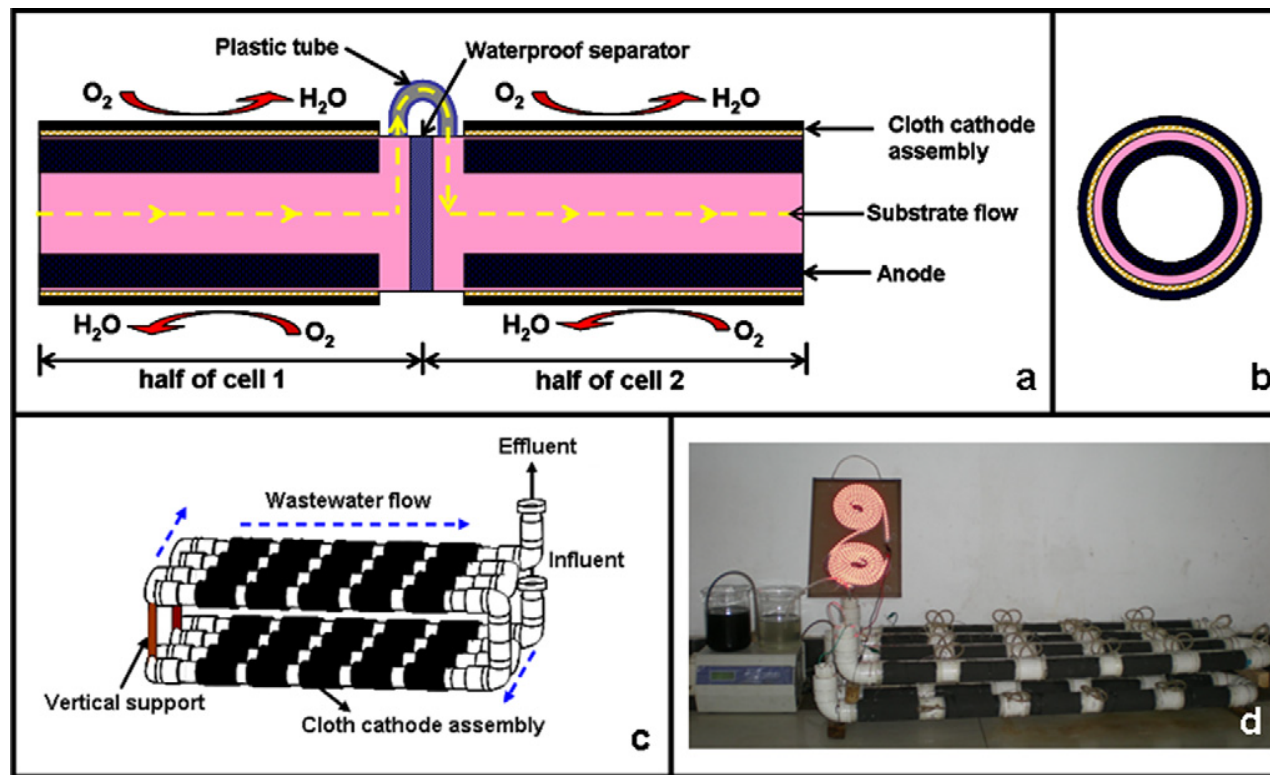 Plastic tube
Waterproof separator
O₂
H₂O
O₂
H₂O
Cloth cathode
assembly
Substrate flow
Anode
H₂O
O₂
H₂O
O₂
half of cell 1
half of cell 2
a
b
Effluent
Wastewater flow
Influent
Vertical support
Cloth cathode assembly
c
d